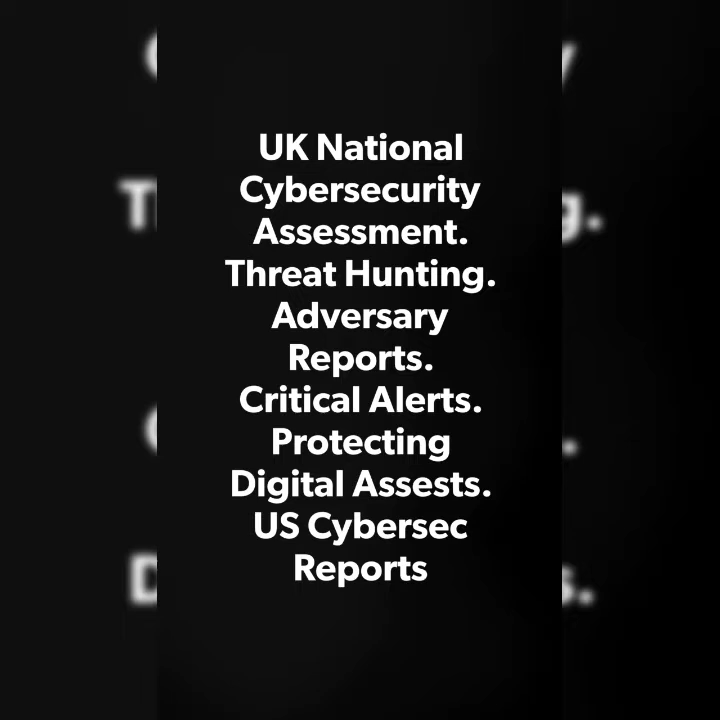 UK National
Cybersecurity
Assessment.
Threat Hunting.
Adversary
Reports.
Critical Alerts.
Protecting
Digital Assests.
US Cybersec
Reports